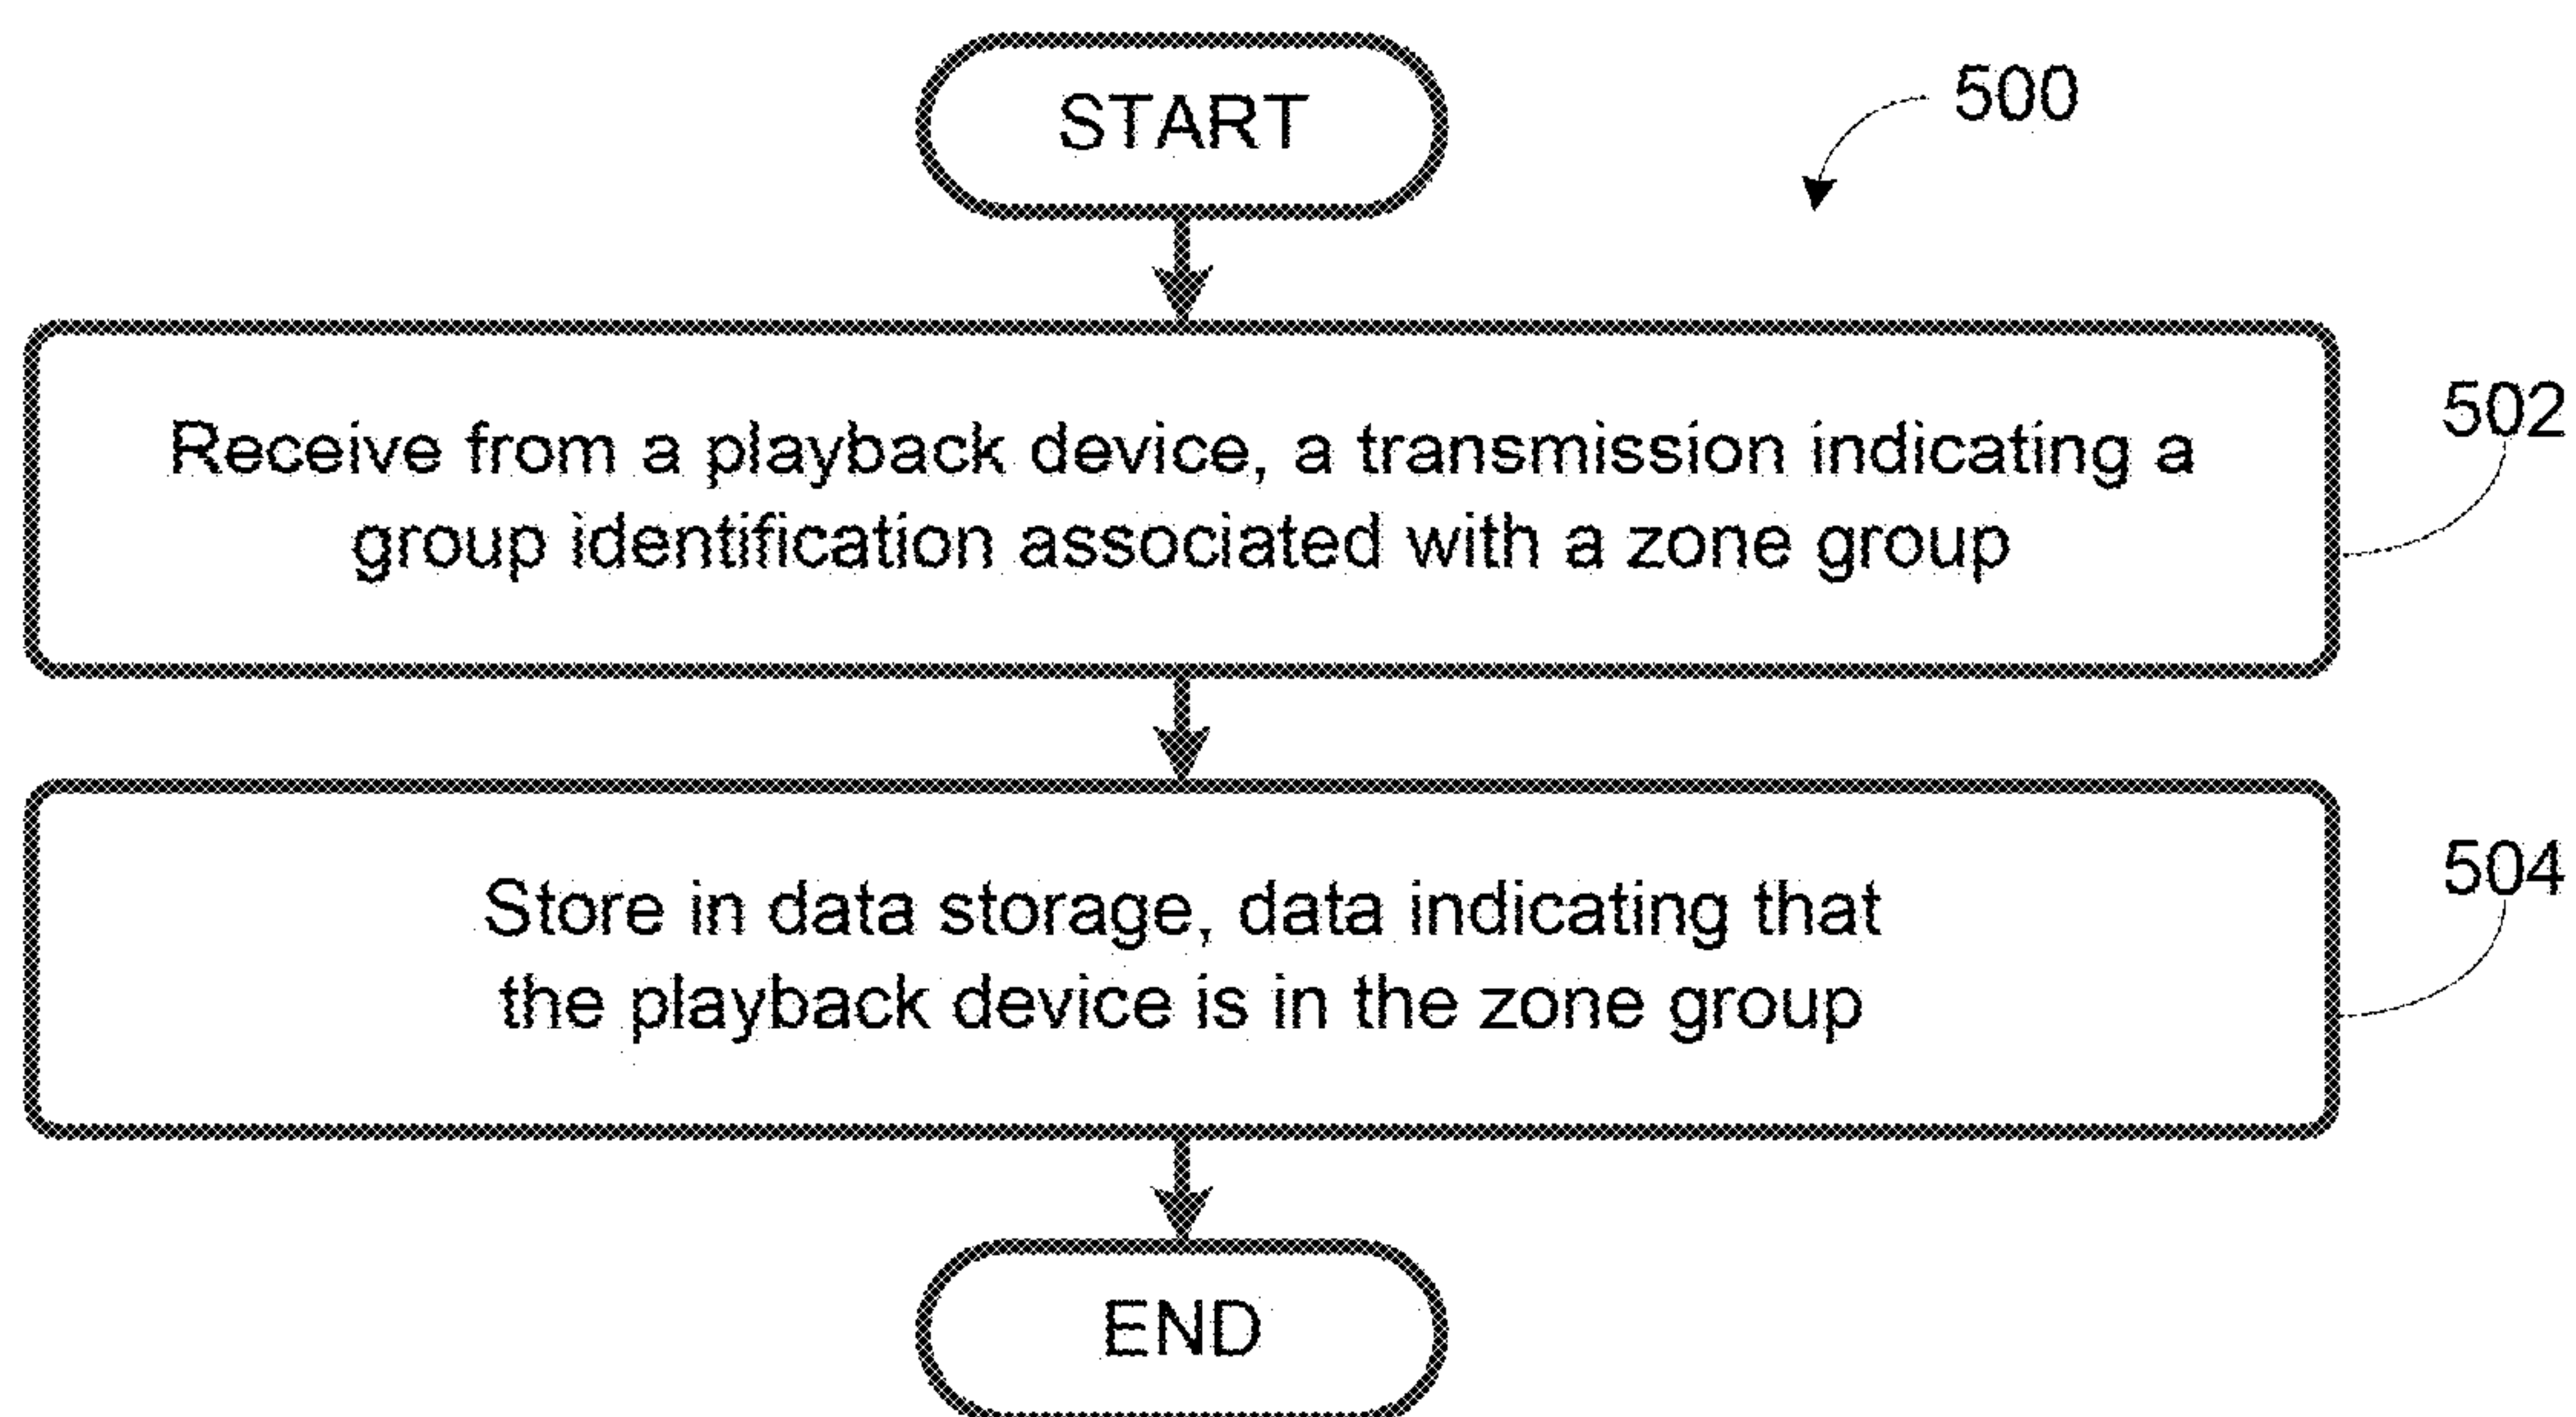 START
500
Receive from a playback device, a transmission indicating a
group identification associated with a zone group
502
Store in data storage, data indicating that
the playback device is in the zone group
504
END